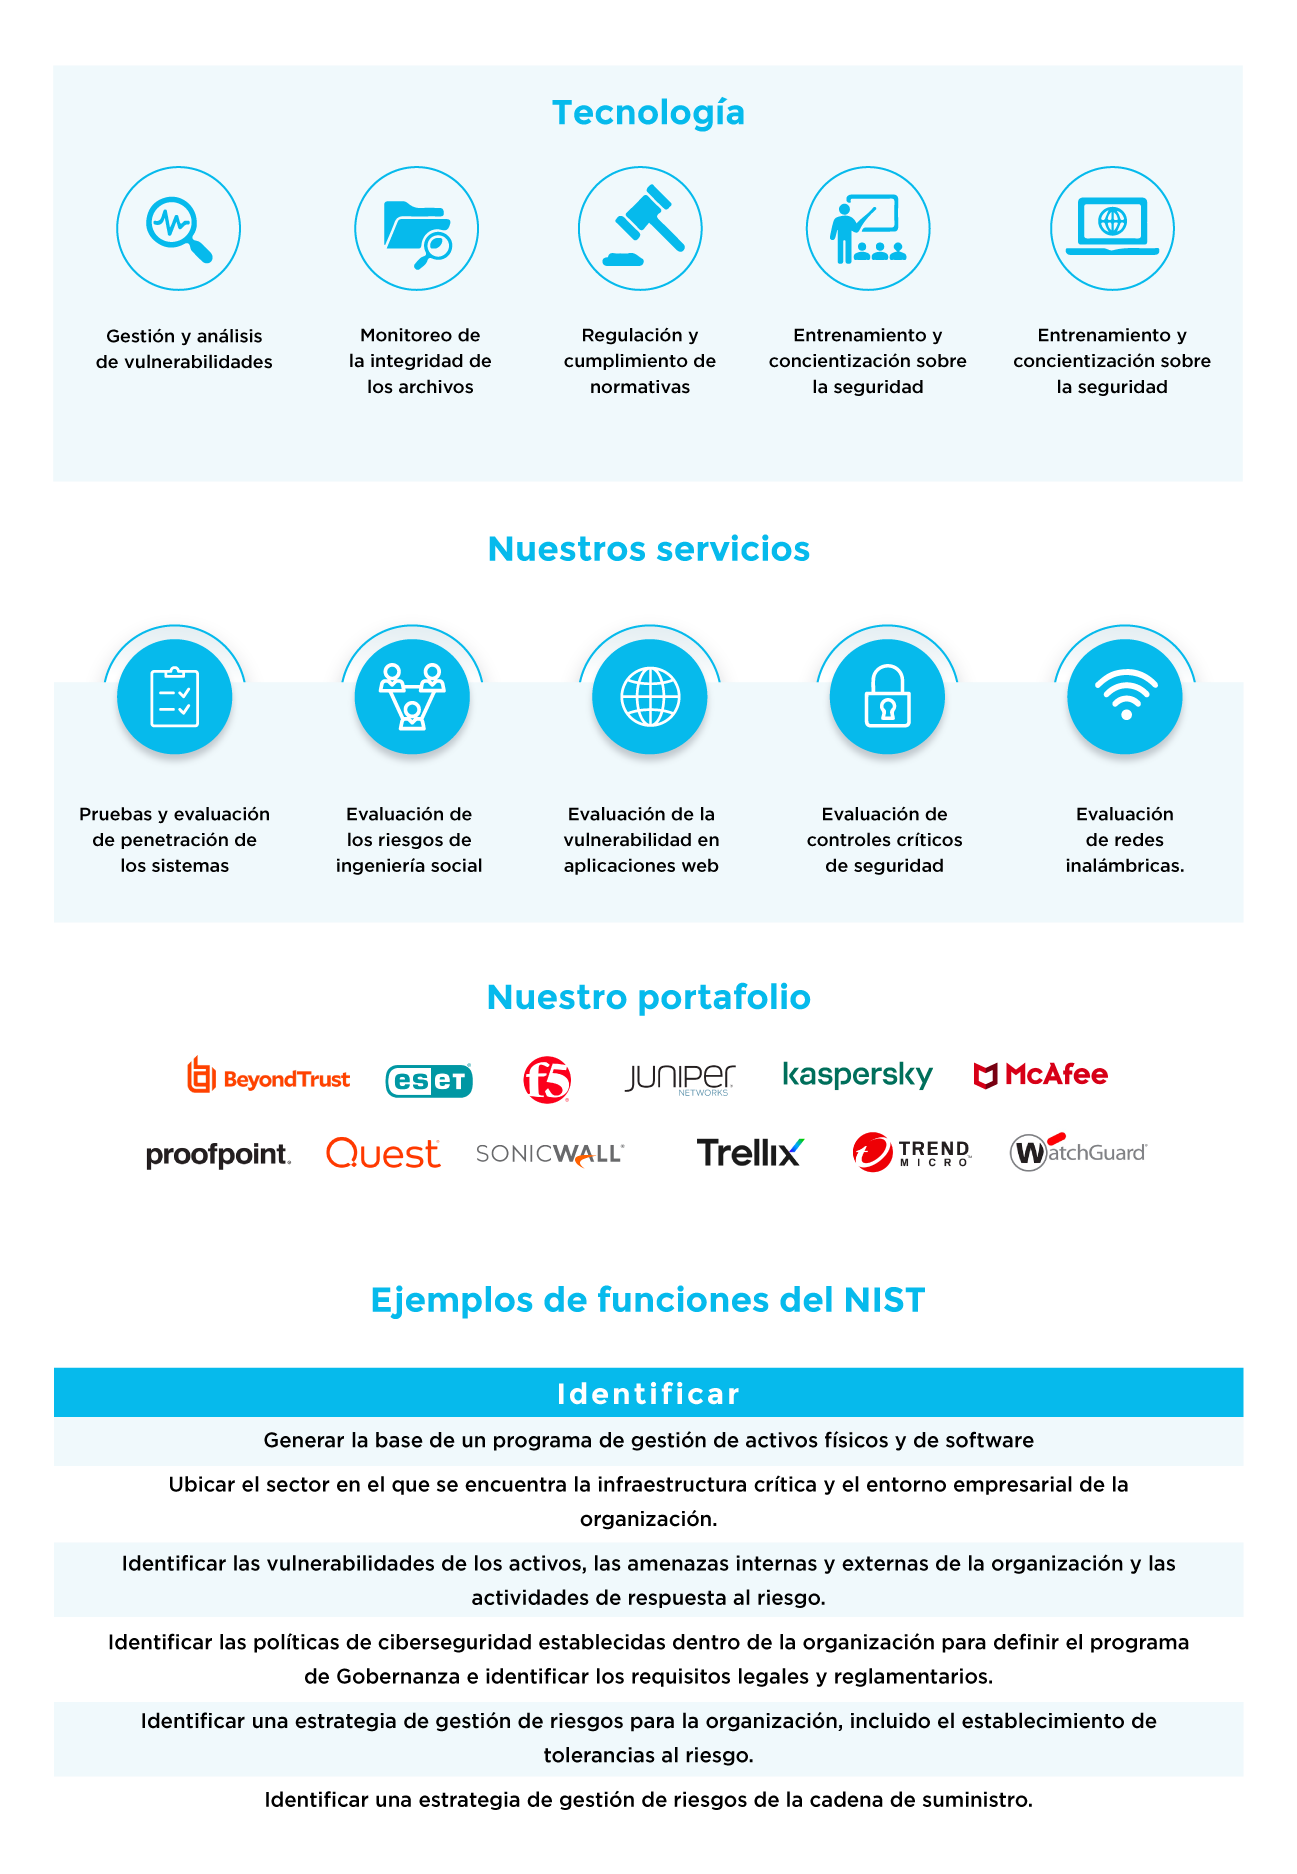 Tecnología
Gestión y análisis
de vulnerabilidades
Monitoreo de
la integridad de
los archivos
Regulación y
cumplimiento de
normativas
Entrenamiento y
concientización sobre
la seguridad
Entrenamiento y
concientización sobre
la seguridad
Nuestros servicios
Pruebas y evaluación
de penetración de
los sistemas
Evaluación de
los riesgos de
ingeniería social
Evaluación de la
vulnerabilidad en
aplicaciones web
Evaluación de
controles críticos
de seguridad
Evaluación
de redes
inalámbricas.
Nuestro portafolio
BeyondTrust
eseT
f5
JUNIPer
NETWORKS
kaspersky
McAfee
proofpoint.
Quest
SONICWALL
Trellix
TREND
MICRO
WatchGuard
Ejemplos de funciones del NIST
Identificar
Generar la base de un programa de gestión de activos físicos y de software
Ubicar el sector en el que se encuentra la infraestructura crítica y el entorno empresarial de la
organización.
Identificar las vulnerabilidades de los activos, las amenazas internas y externas de la organización y las
actividades de respuesta al riesgo.
Identificar las políticas de ciberseguridad establecidas dentro de la organización para definir el programa
de Gobernanza e identificar los requisitos legales y reglamentarios.
Identificar una estrategia de gestión de riesgos para la organización, incluido el establecimiento de
tolerancias al riesgo.
Identificar una estrategia de gestión de riesgos de la cadena de suministro.